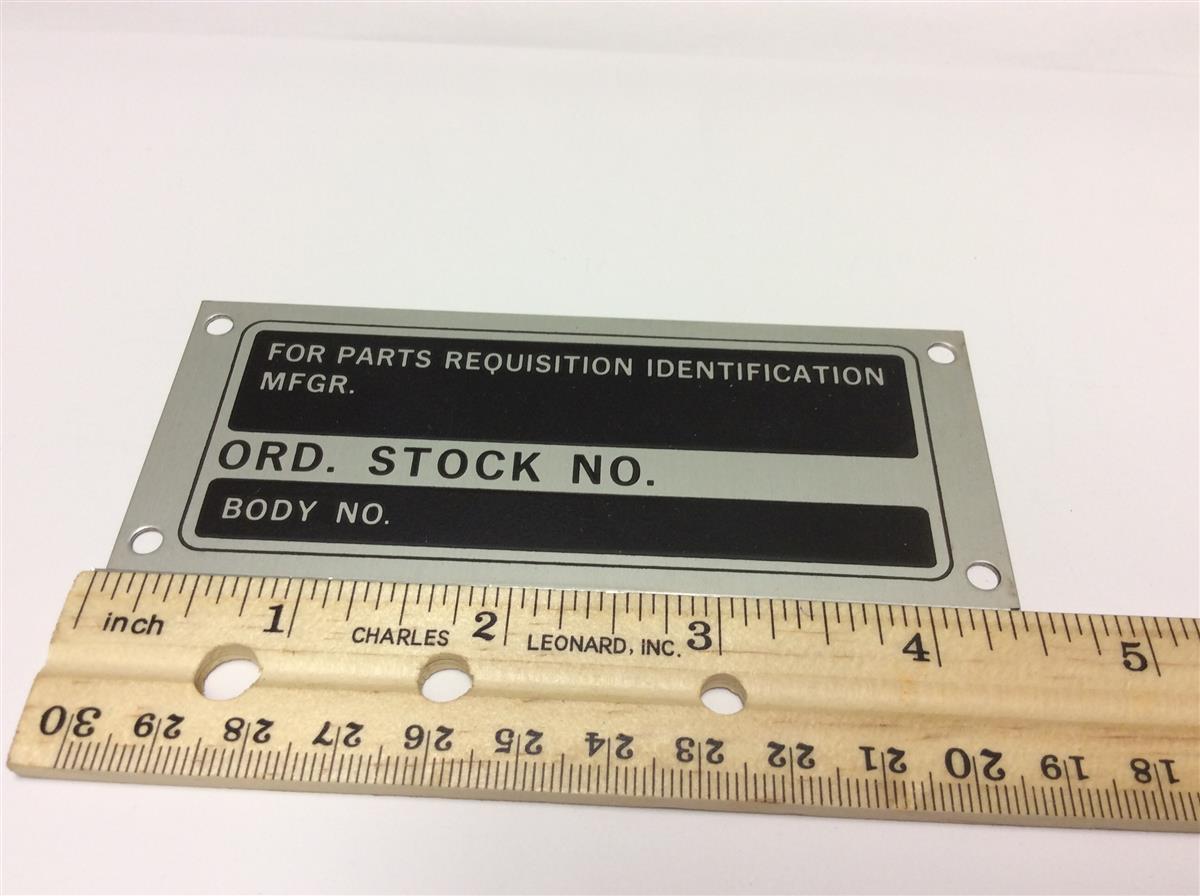 FOR PARTS REQUISITION IDENTIFICATION
MFGR.
ORD. STOCK NO.
BODY NO.
inch 1 CHARLES 2 LEONARD, INC. 3 4 5
30 29 28 27 26 25 24 23 22 21 20 19 18